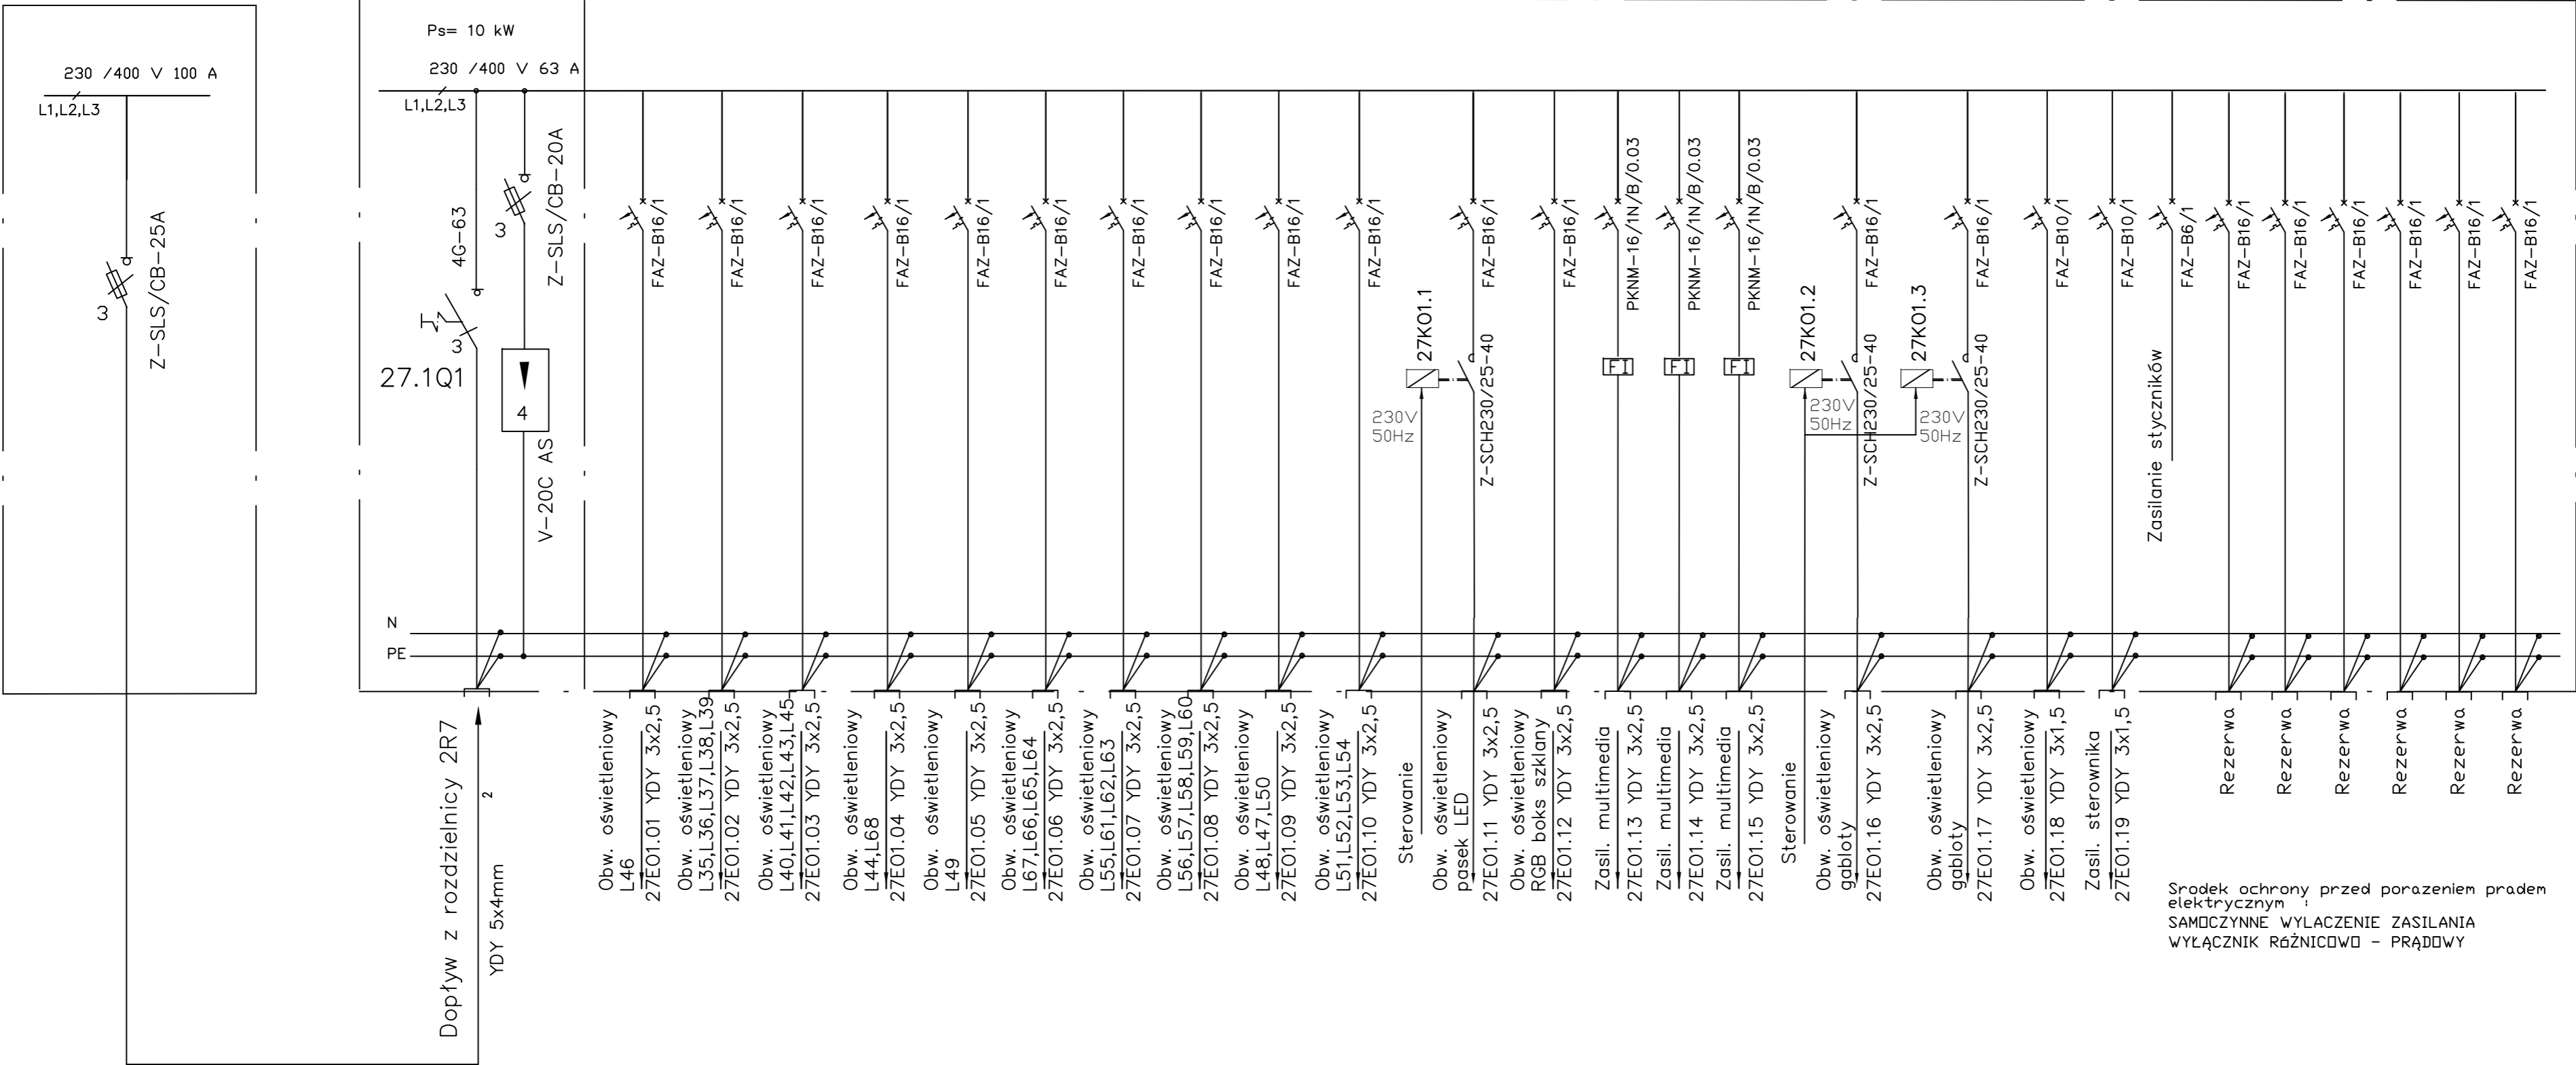 230 /400 V 100 A
L1,L2,L3
3
Z-SLS/CB-25A
Ps= 10 kW
230 /400 V 63 A
L1,L2,L3
4G-63
3
27.1Q1
Z-SLS/CB-20A
3
4
V-20C AS
N
PE
Dopływ z rozdzielnicy 2R7
YDY 5x4mm
2
FAZ-B16/1
Obw. oświetleniowy
L46
27E01.01 YDY 3x2,5
FAZ-B16/1
Obw. oświetleniowy
L35,L36,L37,L38,L39
27E01.02 YDY 3x2,5
FAZ-B16/1
Obw. oświetleniowy
L40,L41,L42,L43,L45
27E01.03 YDY 3x2,5
FAZ-B16/1
Obw. oświetleniowy
L44,L68
27E01.04 YDY 3x2,5
FAZ-B16/1
Obw. oświetleniowy
L49
27E01.05 YDY 3x2,5
FAZ-B16/1
Obw. oświetleniowy
L67,L66,L65,L64
27E01.06 YDY 3x2,5
FAZ-B16/1
Obw. oświetleniowy
L55,L61,L62,L63
27E01.07 YDY 3x2,5
FAZ-B16/1
Obw. oświetleniowy
L56,L57,L58,L59,L60
27E01.08 YDY 3x2,5
FAZ-B16/1
Obw. oświetleniowy
L48,L47,L50
27E01.09 YDY 3x2,5
FAZ-B16/1
Obw. oświetleniowy
L51,L52,L53,L54
27E01.10 YDY 3x2,5
27K01.1
230V
50Hz
Sterowanie
FAZ-B16/1
Z-SCH230/25-40
Obw. oświetleniowy
pasek LED
27E01.11 YDY 3x2,5
FAZ-B16/1
Obw. oświetleniowy
RGB boks szklany
27E01.12 YDY 3x2,5
PKNM-16/1N/B/0.03
FI
Zasil. multimedia
27E01.13 YDY 3x2,5
PKNM-16/1N/B/0.03
FI
Zasil. multimedia
27E01.14 YDY 3x2,5
PKNM-16/1N/B/0.03
FI
Zasil. multimedia
27E01.15 YDY 3x2,5
27K01.2
230V
50Hz
Sterowanie
FAZ-B16/1
Z-SCH230/25-40
Obw. oświetleniowy
gabloty
27E01.16 YDY 3x2,5
27K01.3
230V
50Hz
FAZ-B16/1
Z-SCH230/25-40
Obw. oświetleniowy
gabloty
27E01.17 YDY 3x2,5
FAZ-B10/1
Obw. oświetleniowy
27E01.18 YDY 3x1,5
FAZ-B10/1
Zasil. sterownika
27E01.19 YDY 3x1,5
FAZ-B6/1
Zasilanie styczników
FAZ-B16/1
Rezerwa
FAZ-B16/1
Rezerwa
FAZ-B16/1
Rezerwa
FAZ-B16/1
Rezerwa
FAZ-B16/1
Rezerwa
FAZ-B16/1
Rezerwa
Srodek ochrony przed porazeniem pradem
elektrycznym :
SAMOCZYNNE WYLACZENIE ZASILANIA
WYŁĄCZNIK RóŻNICOWO - PRĄDOWY